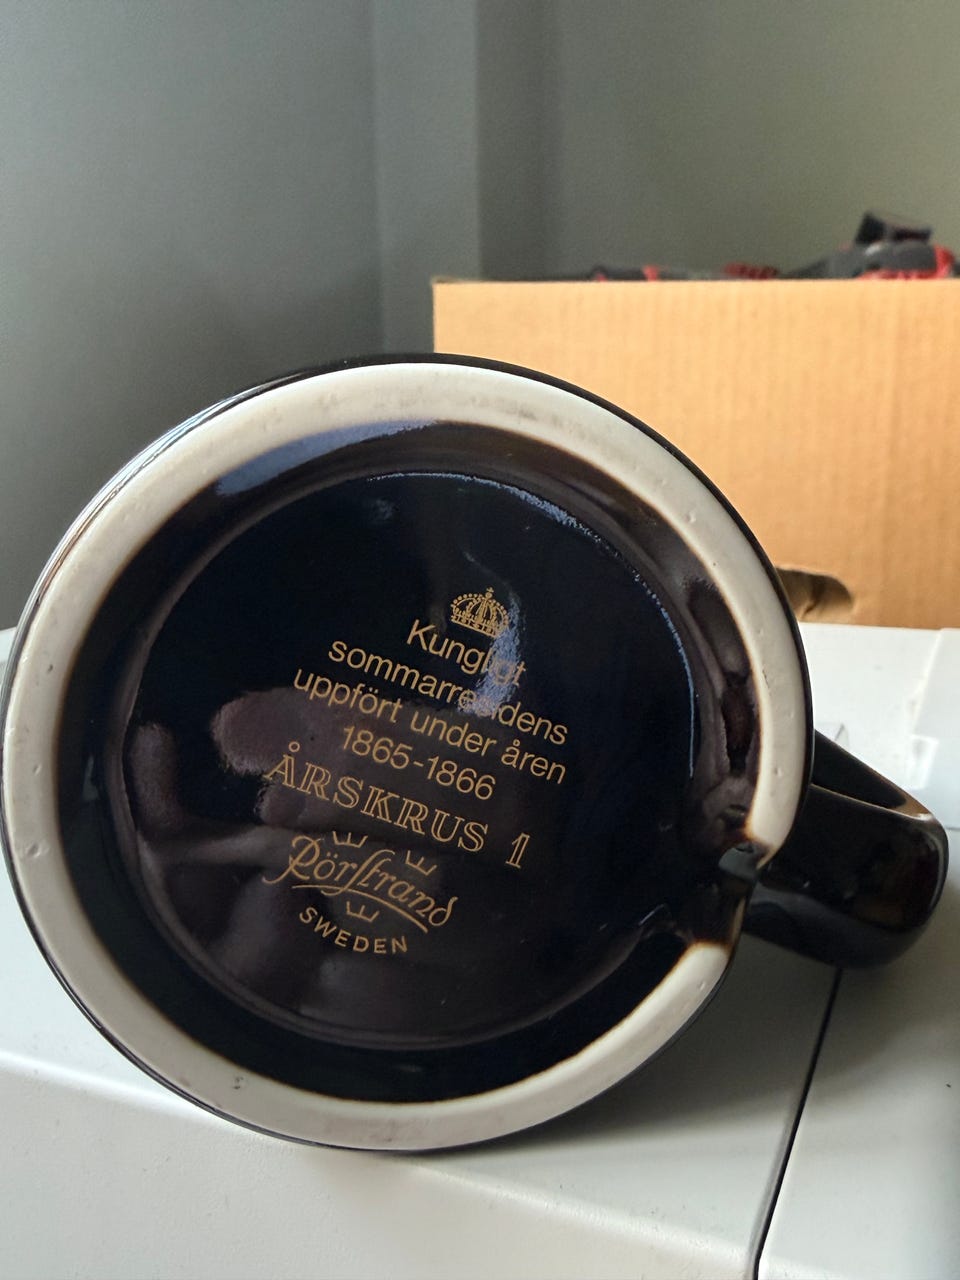 Kungligt
sommarresidens
uppfört under åren
1865-1866
ÅRSKRUS 1
Rörstrand
SWEDEN